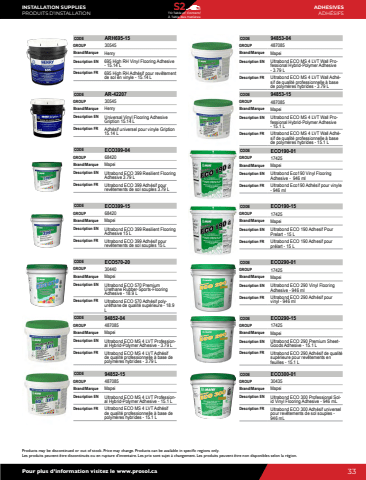 INSTALLATION SUPPLIES
PRODUITS D'INSTALLATION
S2
ADHESIVES
ADHÉSIFS
CODE ARH695-15
GROUP 30545
Brand/Marque Henry
Description EN 695 High RH Vinyl Flooring Adhesive
- 15.14 L
Description FR 695 High RH Adhésif pour revêtement
de sol en vinyle - 15.14 L
CODE AR-42207
GROUP 30545
Brand/Marque Henry
Description EN Universal Vinyl Flooring Adhesive
Gription 15.14 L
Description FR Adhésif universel pour vinyle Gription
15.14 L
CODE ECO399-04
GROUP 68420
Brand/Marque Mapei
Description EN Ultrabond ECO 399 Resilient Flooring
Adhesive 3.79 L
Description FR Ultrabond ECO 399 Adhésif pour
revêtements de sol souples 3.79 L
CODE ECO399-15
GROUP 68420
Brand/Marque Mapei
Description EN Ultrabond ECO 399 Resilient Flooring
Adhesive 15 L
Description FR Ultrabond ECO 399 Adhésif pour
revêtements de sol souples 15 L
CODE ECO570-20
GROUP 30440
Brand/Marque Mapei
Description EN Ultrabond ECO 570 Premium
Urethane Rubber-Sports-Flooring
Adhesive - 18.9 L
Description FR Ultrabond ECO 570 Adhésif poly-
uréthane de qualité supérieure - 18.9
L
CODE 94852-04
GROUP 487085
Brand/Marque Mapei
Description EN Ultrabond ECO MS 4 LVT Profession-
al Hybrid-Polymer Adhesive - 3.79 L
Description FR Ultrabond ECO MS 4 LVT Adhésif
de qualité professionnelle à base de
polymères hybrides - 3.79 L
CODE 94852-15
GROUP 487085
Brand/Marque Mapei
Description EN Ultrabond ECO MS 4 LVT Profession-
al Hybrid-Polymer Adhesive - 15.1 L
Description FR Ultrabond ECO MS 4 LVT Adhésif
de qualité professionnelle à base de
polymères hybrides - 15.1 L
CODE 94853-04
GROUP 487085
Brand/Marque Mapei
Description EN Ultrabond ECO MS 4 LVT Wall Pro-
fessional Hybrid-Polymer Adhesive
- 3.79 L
Description FR Ultrabond ECO MS 4 LVT Wall Adhé-
sif de qualité professionnelle à base
de polymères hybrides - 3.79 L
CODE 94853-15
GROUP 487085
Brand/Marque Mapei
Description EN Ultrabond ECO MS 4 LVT Wall Pro-
fessional Hybrid-Polymer Adhesive
- 15.1 L
Description FR Ultrabond ECO MS 4 LVT Wall Adhé-
sif de qualité professionnelle à base
de polymères hybrides - 15.1 L
CODE ECO190-01
GROUP 17425
Brand/Marque Mapei
Description EN Ultrabond Eco190 Vinyl Flooring
Adhesive - 946 ml
Description FR Ultrabond Eco190 Adhésif pour vinyle
- 946 ml
CODE ECO190-15
GROUP 17425
Brand/Marque Mapei
Description EN Ultrabond ECO 190 Adhesif Pour
Prelart - 15 L
Description FR Ultrabond ECO 190 Adhésif pour
prélart - 15 L
CODE ECO290-01
GROUP 17425
Brand/Marque Mapei
Description EN Ultrabond ECO 290 Vinyl Flooring
Adhesive - 946 ml
Description FR Ultrabond ECO 290 Adhésif pour
vinyl - 946 ml
CODE ECO290-15
GROUP 17425
Brand/Marque Mapei
Description EN Ultrabond ECO 290 Premium Sheet-
Goods Adhesive - 15.1 L
Description FR Ultrabond ECO 290 Adhésif de qualité
supérieure pour revêtements en
feuilles - 15.1 L
CODE ECO300-01
GROUP 30435
Brand/Marque Mapei
Description EN Ultrabond ECO 300 Professional Sol-
id Vinyl Flooring Adhesive - 946 mL
Description FR Ultrabond ECO 300 Adhésif universel
pour revêtements de sol souples -
946 mL
Products may be discontinued or out of stock. Price may change. Products can be available in specific regions only.
Les produits peuvent être discontinués ou en rupture d'inventaire. Les prix sont sujet à changement. Les produits peuvent être non disponibles selon la région.
Pour plus d'information visitez le www.prosol.ca
33